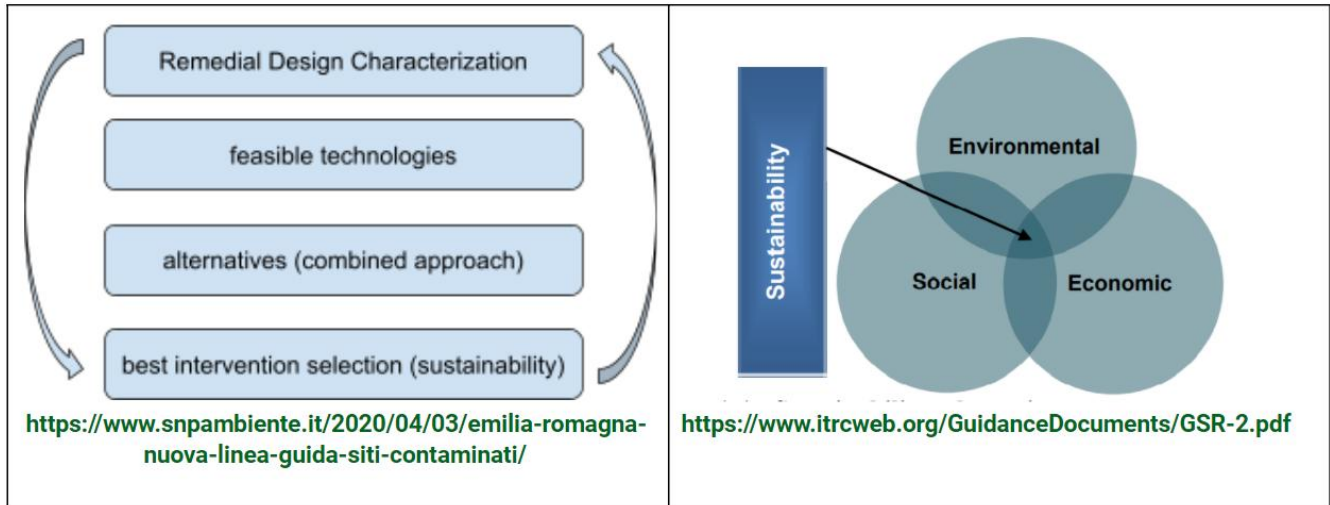 Remedial Design Characterization
feasible technologies
alternatives (combined approach)
best intervention selection (sustainability)
https://www.snpambiente.it/2020/04/03/emilia-romagna-
nuova-linea-guida-siti-contaminati/
Sustainability
Environmental
Social
Economic
https://www.itrcweb.org/GuidanceDocuments/GSR-2.pdf